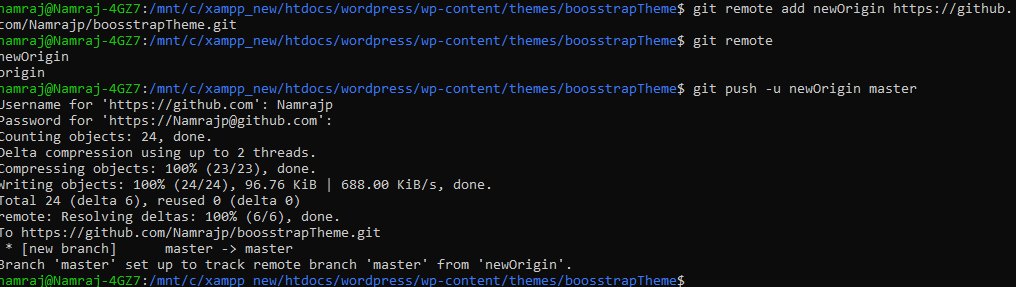 namraj@Namraj-4GZ7:/mnt/c/xampp_new/htdocs/wordpress/wp-content/themes/boosstrapTheme$ git remote add newOrigin https://github.
com/Namrajp/boosstrapTheme.git
namraj@Namraj-4GZ7:/mnt/c/xampp_new/htdocs/wordpress/wp-content/themes/boosstrapTheme$ git remote
newOrigin
origin
namraj@Namraj-4GZ7:/mnt/c/xampp_new/htdocs/wordpress/wp-content/themes/boosstrapTheme$ git push -u newOrigin master
Username for 'https://github.com': Namrajp
Password for 'https://Namrajp@github.com':
Counting objects: 24, done.
Delta compression using up to 2 threads.
Compressing objects: 100% (23/23), done.
Writing objects: 100% (24/24), 96.76 KiB | 688.00 KiB/s, done.
Total 24 (delta 6), reused 0 (delta 0)
remote: Resolving deltas: 100% (6/6), done.
To https://github.com/Namrajp/boosstrapTheme.git
 * [new branch]      master -> master
Branch 'master' set up to track remote branch 'master' from 'newOrigin'.
namraj@Namraj-4GZ7:/mnt/c/xampp_new/htdocs/wordpress/wp-content/themes/boosstrapTheme$